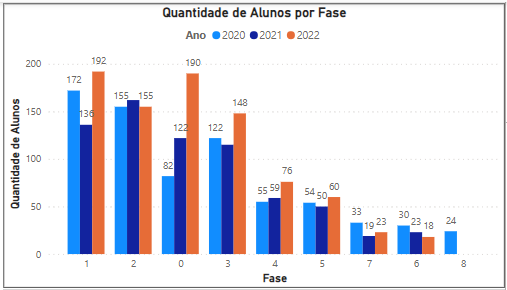 Quantidade de Alunos por Fase
Ano 2020 2021 2022
Quantidade de Alunos
200
150
100
50
0
172 136 192
155 155
82 122 190
122 148
55 59 76
54 50 60
33 19 23
30 23 18
24
1 2 0 3 4 5 7 6 8
Fase